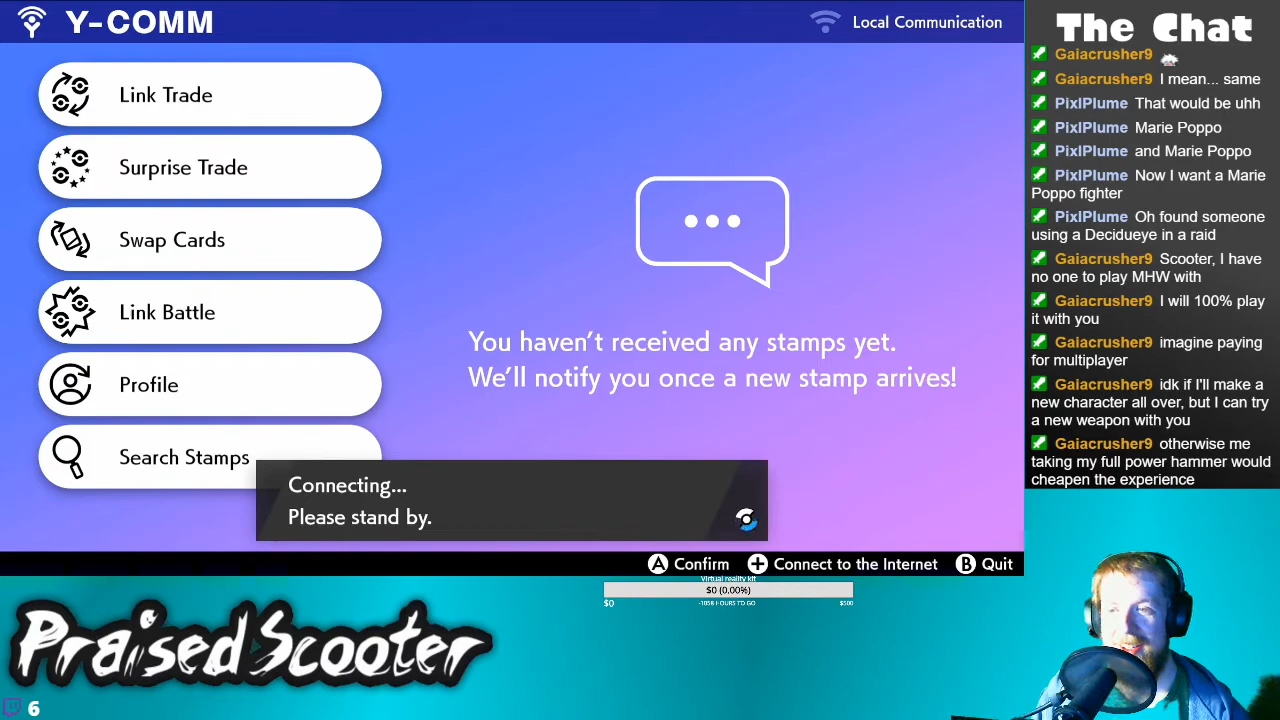 Y-COMM
Local Communication
Link Trade
Surprise Trade
Swap Cards
Link Battle
Profile
Search Stamps
You haven't received any stamps yet.
We'll notify you once a new stamp arrives!
Connecting...
Please stand by.
A Confirm + Connect to the Internet B Quit
The Chat
Gaiacrusher9
Gaiacrusher9 I mean... same
PixlPlume That would be uhh
PixlPlume Marie Poppo
PixlPlume and Marie Poppo
PixlPlume Now I want a Marie
Poppo fighter
PixlPlume Oh found someone
using a Decidueye in a raid
Gaiacrusher9 Scooter, I have
no one to play MHW with
Gaiacrusher9 I will 100% play
it with you
Gaiacrusher9 imagine paying
for multiplayer
Gaiacrusher9 idk if I'll make a
new character all over, but I can try
a new weapon with you
Gaiacrusher9 otherwise me
taking my full power hammer would
cheapen the experience
Virtual reality kit
$0 (0.00%)
$0 -1058 HOURS TO GO $500
PraisedScooter
6